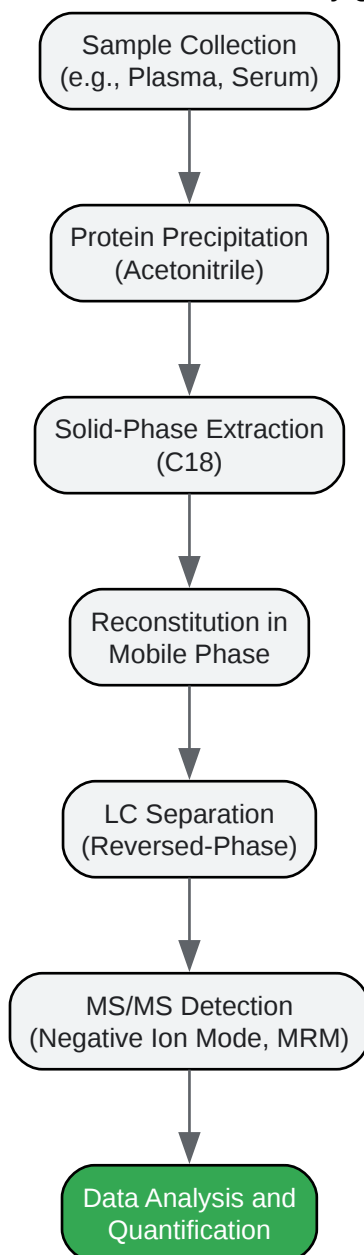 Sample Collection
(e.g., Plasma, Serum)
Protein Precipitation
(Acetonitrile)
Solid-Phase Extraction
(C18)
Reconstitution in
Mobile Phase
LC Separation
(Reversed-Phase)
MS/MS Detection
(Negative Ion Mode, MRM)
Data Analysis and
Quantification